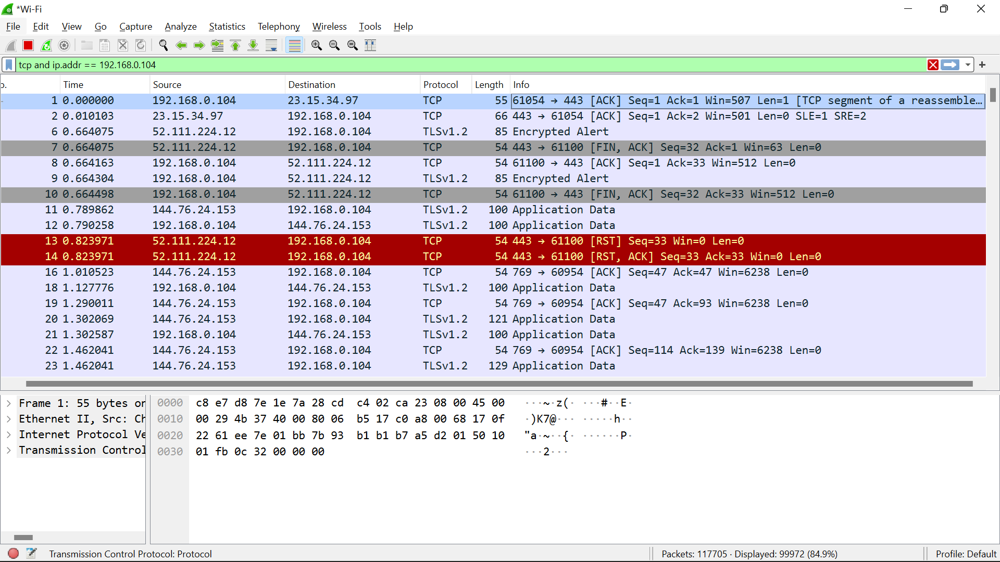 *Wi-Fi
File Edit View Go Capture Analyze Statistics Telephony Wireless Tools Help
tcp and ip.addr == 192.168.0.104
o. Time Source Destination Protocol Length Info
1 0.000000 192.168.0.104 23.15.34.97 TCP 55 61054 → 443 [ACK] Seq=1 Ack=1 Win=507 Len=1 [TCP segment of a reassemble…
2 0.010103 23.15.34.97 192.168.0.104 TCP 66 443 → 61054 [ACK] Seq=1 Ack=2 Win=501 Len=0 SLE=1 SRE=2
6 0.664075 52.111.224.12 192.168.0.104 TLSv1.2 85 Encrypted Alert
7 0.664075 52.111.224.12 192.168.0.104 TCP 54 443 → 61100 [FIN, ACK] Seq=32 Ack=1 Win=63 Len=0
8 0.664163 192.168.0.104 52.111.224.12 TCP 54 61100 → 443 [ACK] Seq=1 Ack=33 Win=512 Len=0
9 0.664304 192.168.0.104 52.111.224.12 TLSv1.2 85 Encrypted Alert
10 0.664498 192.168.0.104 52.111.224.12 TCP 54 61100 → 443 [FIN, ACK] Seq=32 Ack=33 Win=512 Len=0
11 0.789862 144.76.24.153 192.168.0.104 TLSv1.2 100 Application Data
12 0.790258 192.168.0.104 144.76.24.153 TLSv1.2 100 Application Data
13 0.823971 52.111.224.12 192.168.0.104 TCP 54 443 → 61100 [RST] Seq=33 Win=0 Len=0
14 0.823971 52.111.224.12 192.168.0.104 TCP 54 443 → 61100 [RST, ACK] Seq=33 Ack=33 Win=0 Len=0
16 1.010523 144.76.24.153 192.168.0.104 TCP 54 769 → 60954 [ACK] Seq=47 Ack=47 Win=6238 Len=0
18 1.127776 192.168.0.104 144.76.24.153 TLSv1.2 100 Application Data
19 1.290011 144.76.24.153 192.168.0.104 TCP 54 769 → 60954 [ACK] Seq=47 Ack=93 Win=6238 Len=0
20 1.302069 144.76.24.153 192.168.0.104 TLSv1.2 121 Application Data
21 1.302587 192.168.0.104 144.76.24.153 TLSv1.2 100 Application Data
22 1.462041 144.76.24.153 192.168.0.104 TCP 54 769 → 60954 [ACK] Seq=114 Ack=139 Win=6238 Len=0
23 1.462041 144.76.24.153 192.168.0.104 TLSv1.2 129 Application Data
Frame 1: 55 bytes on
Ethernet II, Src: Ch
Internet Protocol Ve
Transmission Control
0000 c8 e7 d8 7e 1e 7a 28 cd c4 02 ca 23 08 00 45 00 ···~·z(· ···#··E·
0010 00 29 4b 37 40 00 80 06 b5 17 c0 a8 00 68 17 0f ·)K7@··· ·····h··
0020 22 61 ee 7e 01 bb 7b 93 b1 b1 b7 a5 d2 01 50 10 "a·~··{· ······P·
0030 01 fb 0c 32 00 00 00 ···2···
Transmission Control Protocol: Protocol
Packets: 117705 · Displayed: 99972 (84.9%)
Profile: Default